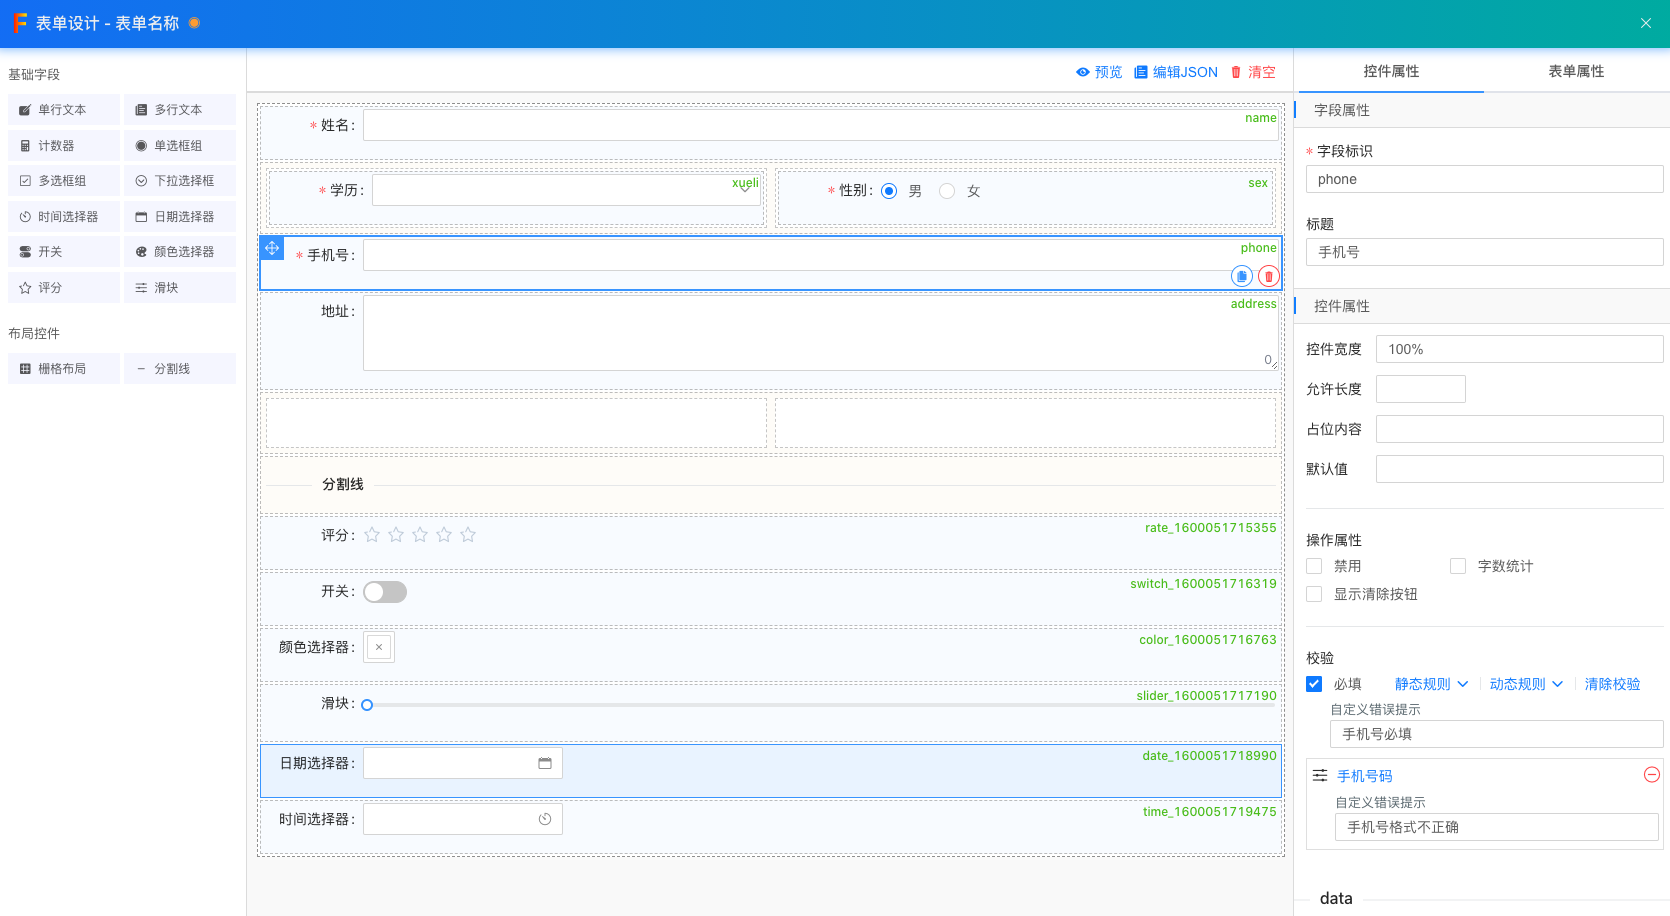 表单设计 - 表单名称
基础字段
单行文本
多行文本
计数器
单选框组
多选框组
下拉选择框
时间选择器
日期选择器
开关
颜色选择器
评分
滑块
布局控件
栅格布局
分割线
预览
编辑JSON
清空
* 姓名:
name
* 学历:
xueli
* 性别:
男
女
sex
* 手机号:
phone
地址:
address
0
分割线
评分:
rate_1600051715355
开关:
switch_1600051716319
颜色选择器:
color_1600051716763
滑块:
slider_1600051717190
日期选择器:
date_1600051718990
时间选择器:
time_1600051719475
控件属性
表单属性
字段属性
* 字段标识
phone
标题
手机号
控件属性
控件宽度
100%
允许长度
占位内容
默认值
操作属性
禁用
字数统计
显示清除按钮
校验
必填
静态规则
动态规则
清除校验
自定义错误提示
手机号必填
手机号码
自定义错误提示
手机号格式不正确
data